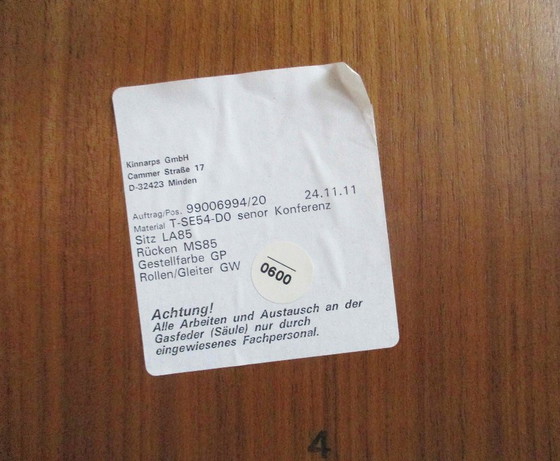 Kinnarps GmbH
Cammer Straße 17
D-32423 Minden
Auftrag/Pos. 99006994/20 24.11.11
Material T-SE54-D0 senor Konferenz
Sitz LA85
Rücken MS85
Gestellfarbe GP
Rollen/Gleiter GW
0600
Achtung!
Alle Arbeiten und Austausch an der
Gasfeder (Säule) nur durch
eingewiesenes Fachpersonal.
4